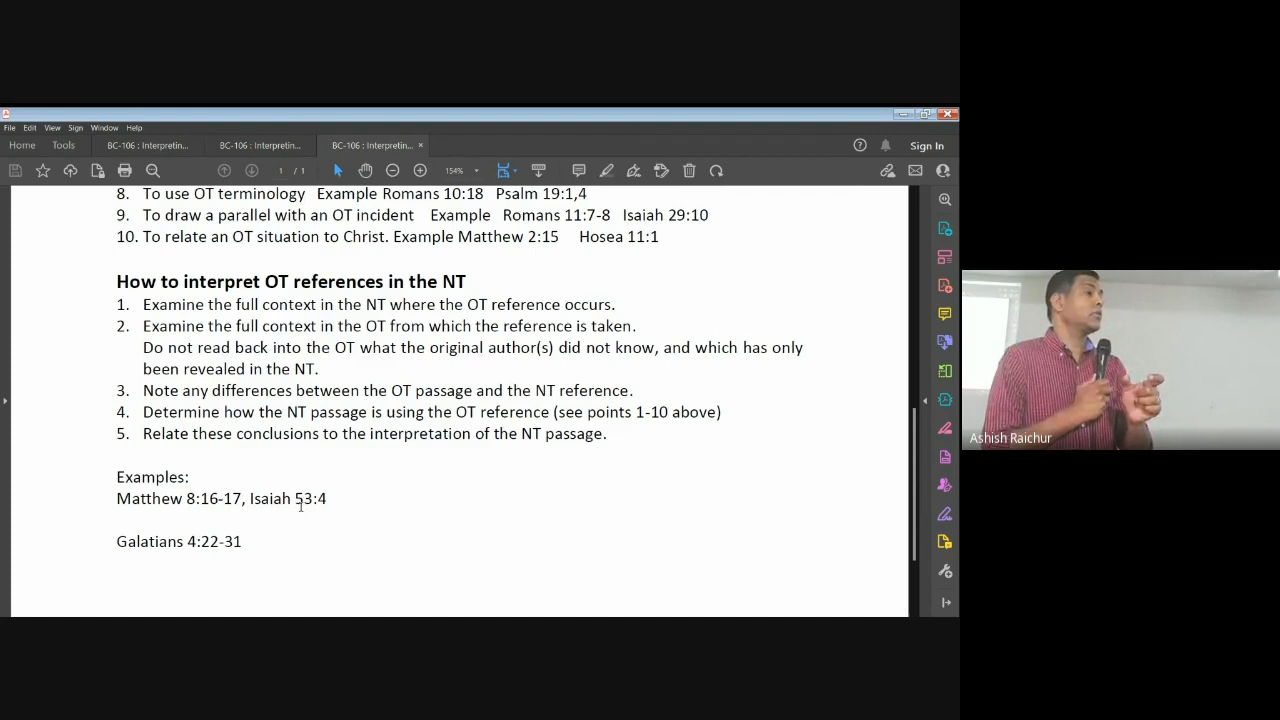 File Edit View Sign Window Help
Home Tools BC-106 : Interpretin... BC-106 : Interpretin... BC-106 : Interpretin... × Sign In
1 / 1 154%
8. To use OT terminology Example Romans 10:18 Psalm 19:1,4
9. To draw a parallel with an OT incident Example Romans 11:7-8 Isaiah 29:10
10. To relate an OT situation to Christ. Example Matthew 2:15 Hosea 11:1
How to interpret OT references in the NT
1. Examine the full context in the NT where the OT reference occurs.
2. Examine the full context in the OT from which the reference is taken.
Do not read back into the OT what the original author(s) did not know, and which has only
been revealed in the NT.
3. Note any differences between the OT passage and the NT reference.
4. Determine how the NT passage is using the OT reference (see points 1-10 above)
5. Relate these conclusions to the interpretation of the NT passage.
Examples:
Matthew 8:16-17, Isaiah 53:4
Galatians 4:22-31
Ashish Raichur